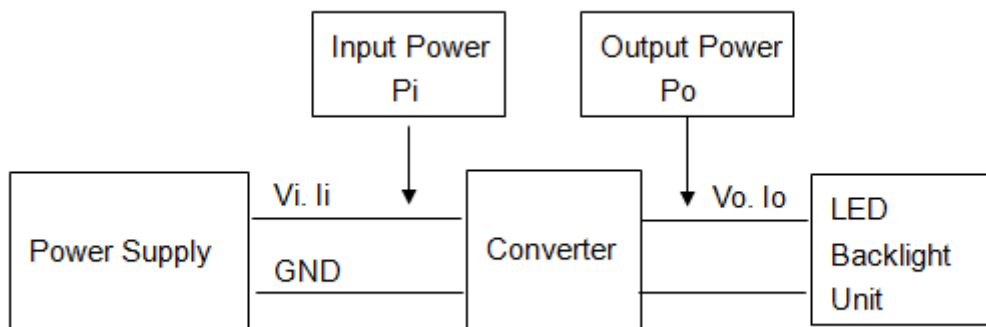 Input Power
Pi
Output Power
Po
Power Supply
Vi. Ii
GND
Converter
Vo. Io
LED
Backlight
Unit